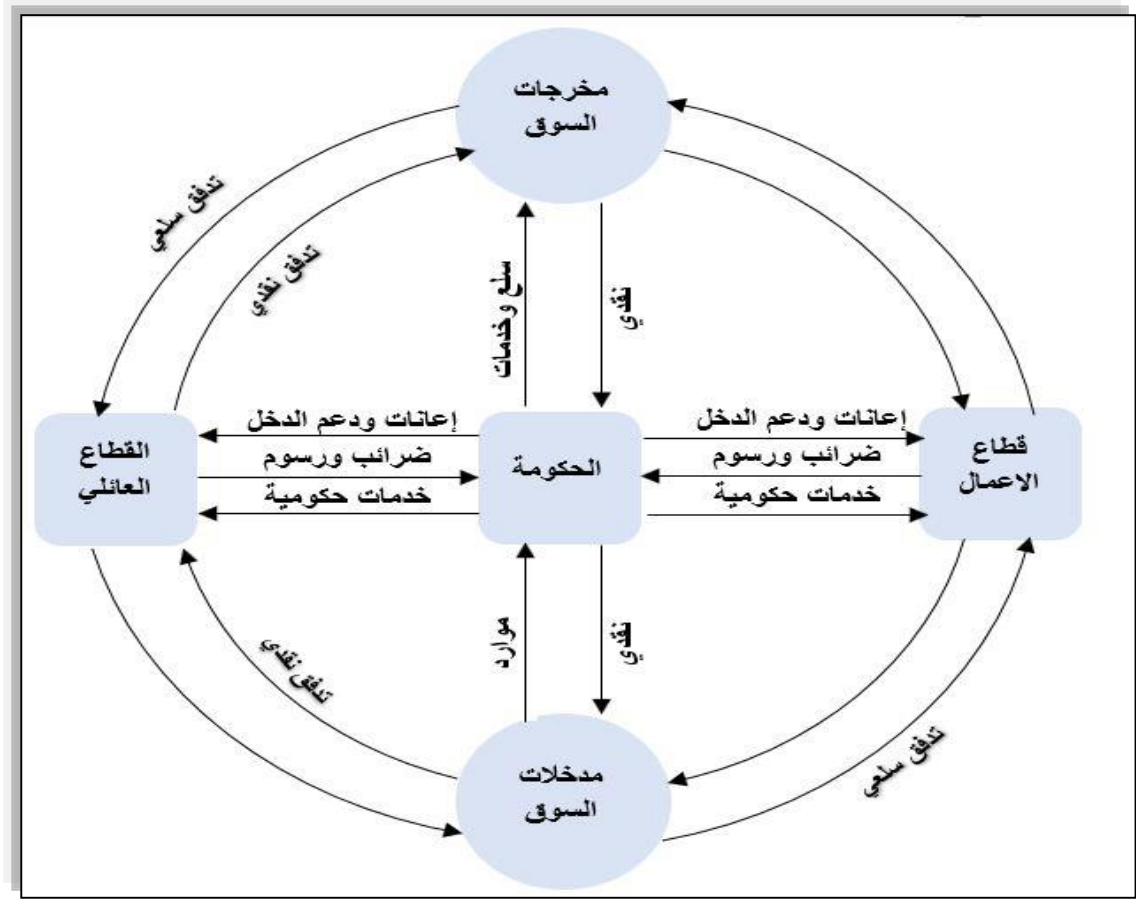 مخرجات
السوق
تدفق سلعي
تدفق نقدي
سلع وخدمات
نقدي
قطاع
الاعمال
إعانات ودعم الدخل
ضرائب ورسوم
خدمات حكومية
الحكومة
إعانات ودعم الدخل
ضرائب ورسوم
خدمات حكومية
القطاع
العائلي
موارد
نقدي
تدفق نقدي
تدفق سلعي
مدخلات
السوق